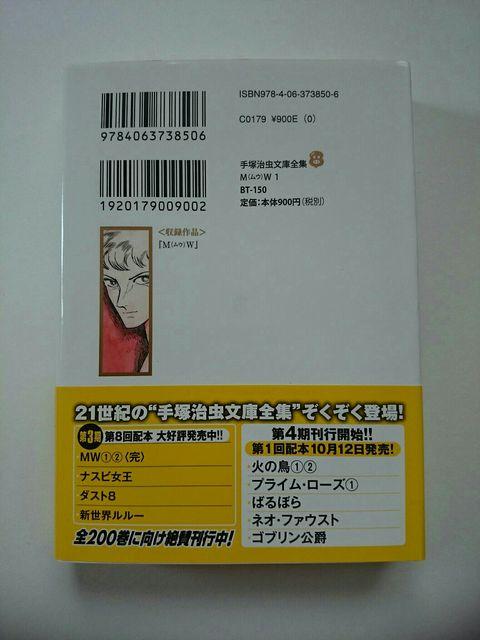 ISBN978-4-06-373850-6
9784063738506
C0179 ¥900E (0)
1920179009002
手塚治虫文庫全集
M(ムウ)W 1
BT-150
定価:本体900円(税別)
<収録作品>
『M(ムウ)W』
21世紀の“手塚治虫文庫全集”ぞくぞく登場!
第3期 第8回配本 大好評発売中!!
MW①②〈完〉
ナスビ女王
ダスト8
新世界ルルー
全200巻に向け絶賛刊行中!
第4期刊行開始!!
第1回配本10月12日発売!
・火の鳥①②
・プライム・ローズ①
・ばるぼら
・ネオ・ファウスト
・ゴブリン公爵